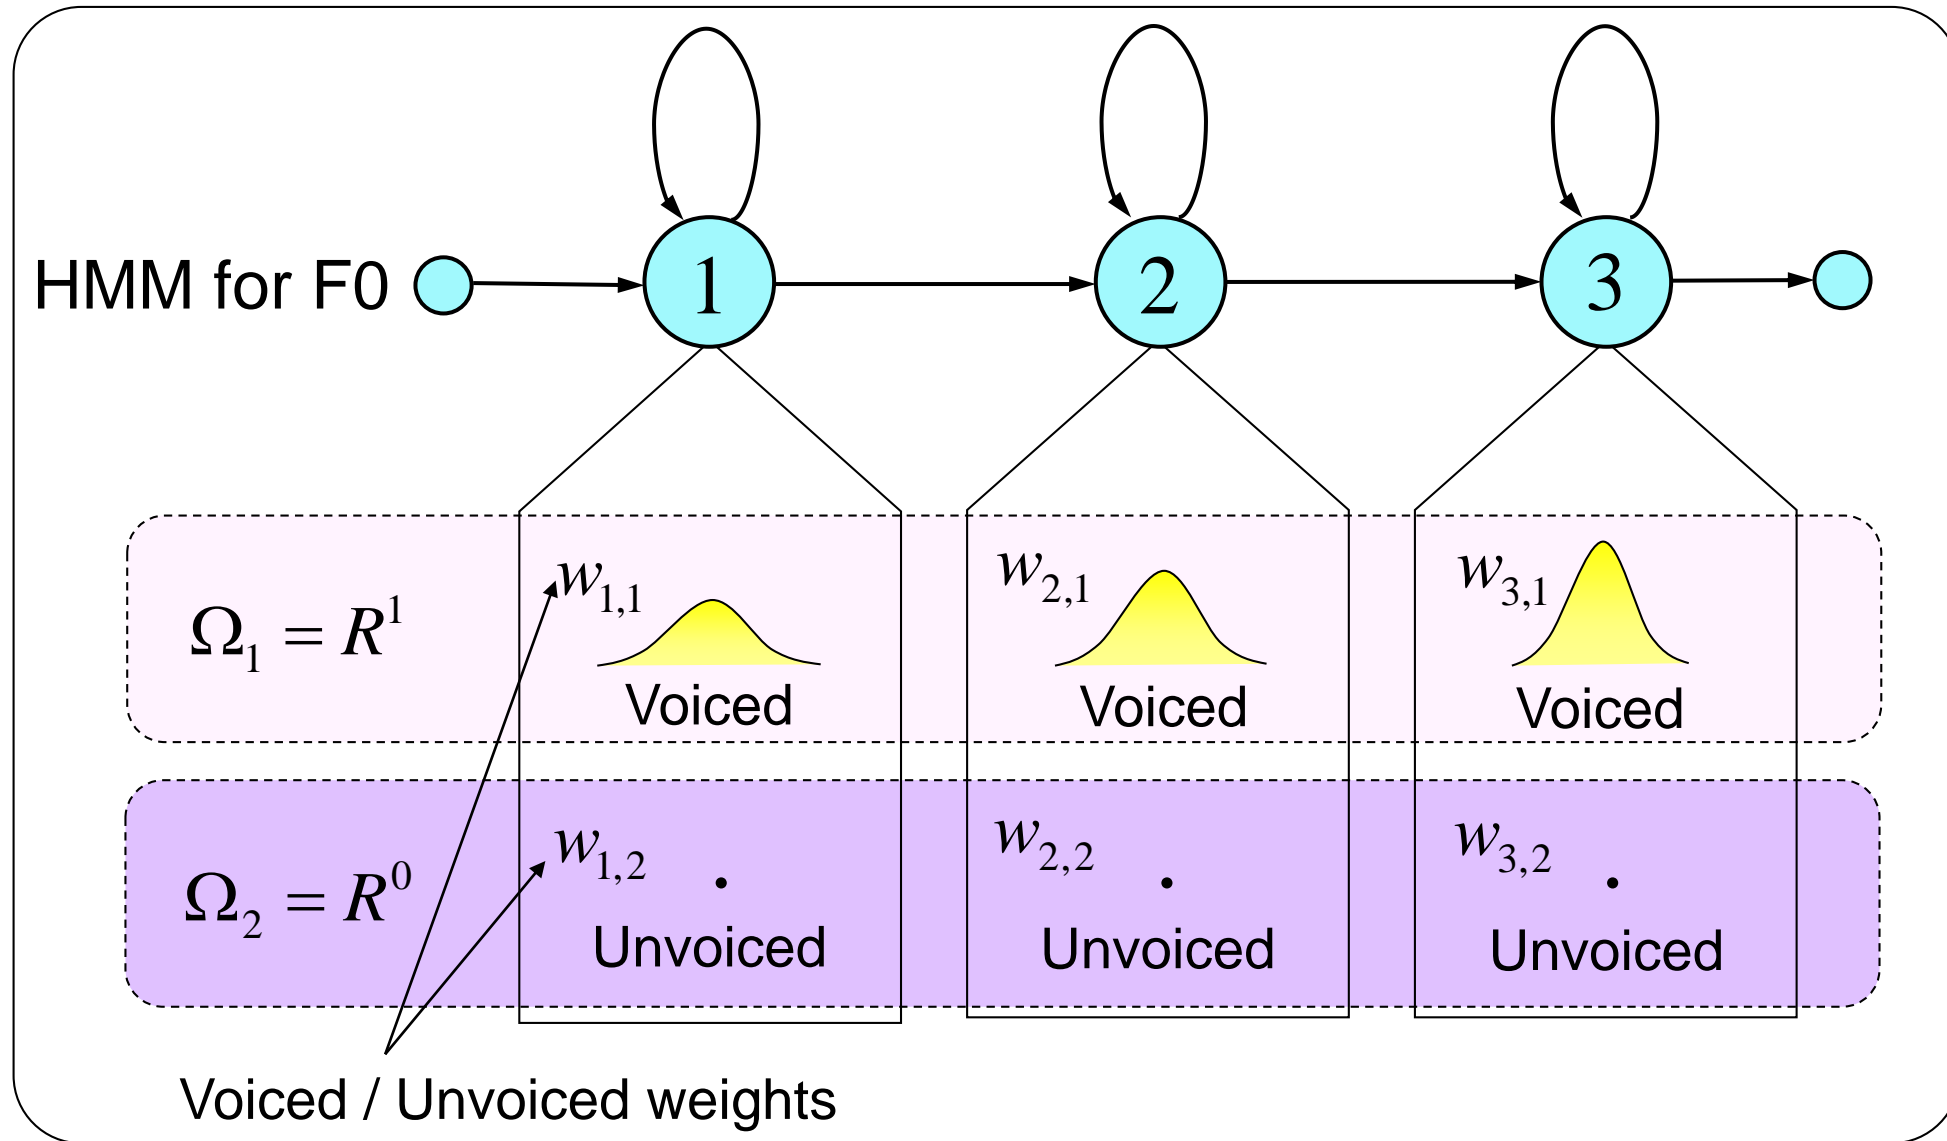 HMM for F0
1
2
3
w1,1
w2,1
w3,1
Ω1 = R¹
Voiced
Voiced
Voiced
w1,2
w2,2
w3,2
Ω2 = R⁰
Unvoiced
Unvoiced
Unvoiced
Voiced / Unvoiced weights